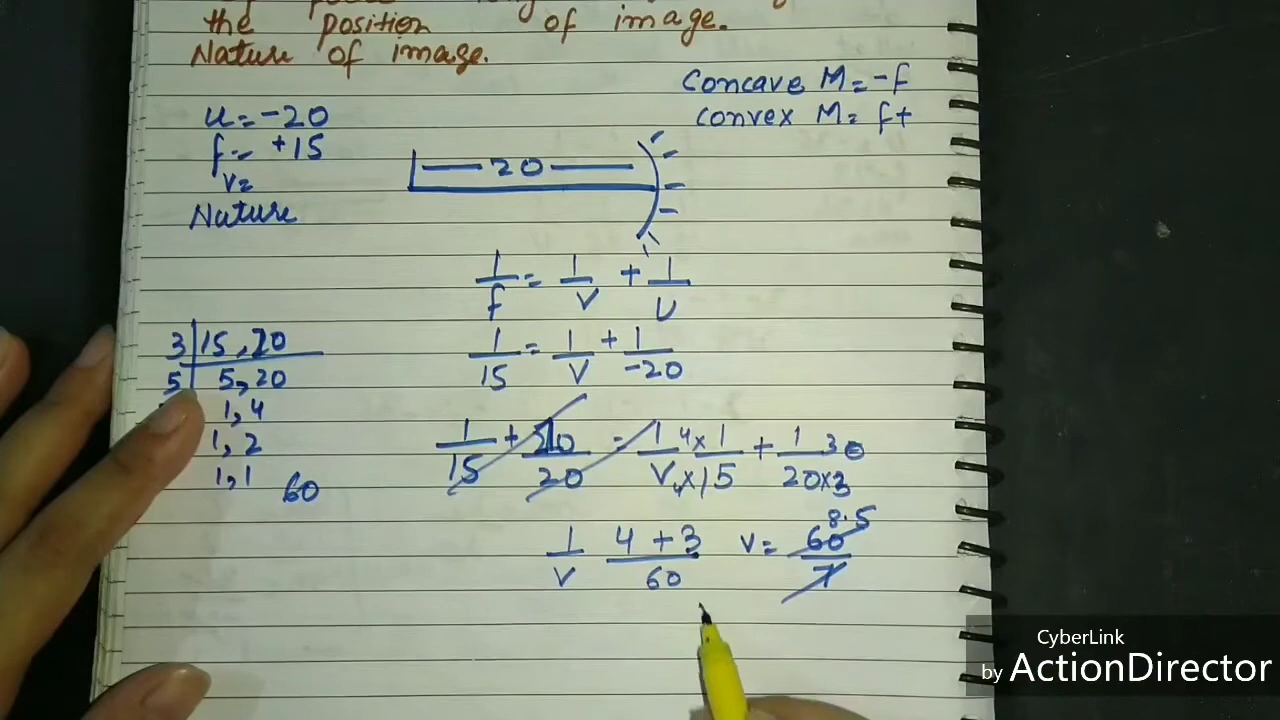 the position of image.
Nature of image.
Concave M = -f
Convex M = f+
u = -20
f = +15
v =
Nature
20
1/f = 1/v + 1/u
3 | 15, 20
5 | 5, 20
1, 4
1, 2
1, 1 60
1/15 = 1/v + 1/-20
1/15 + 20 = 1/v
4 × 1 / 4 × 15 + 1 × 3 / 20 × 3
1/v 4 + 3 / 60 v = 60/7 8.5
CyberLink
by ActionDirector